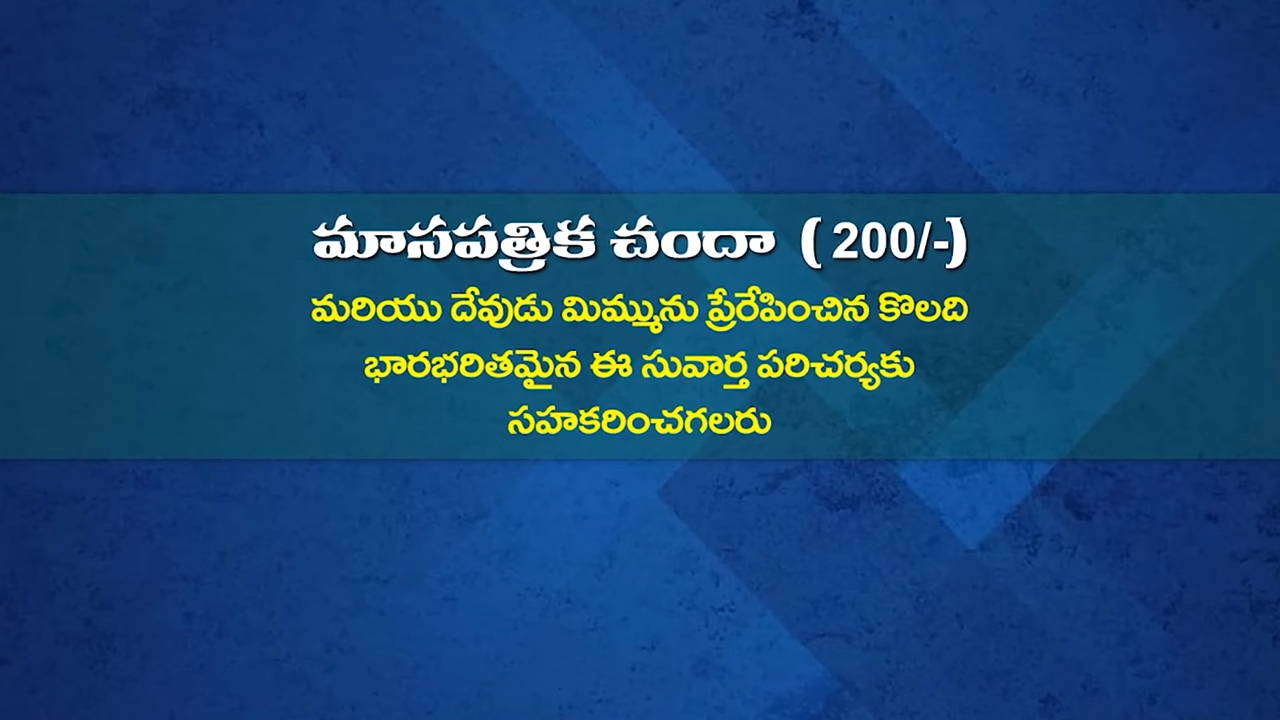 మాసపత్రిక చందా ( 200/-)
మరియు దేవుడు మిమ్మును ప్రేరేపించిన కొలది
భారభరితమైన ఈ సువార్త పరిచర్యకు
సహకరించగలరు